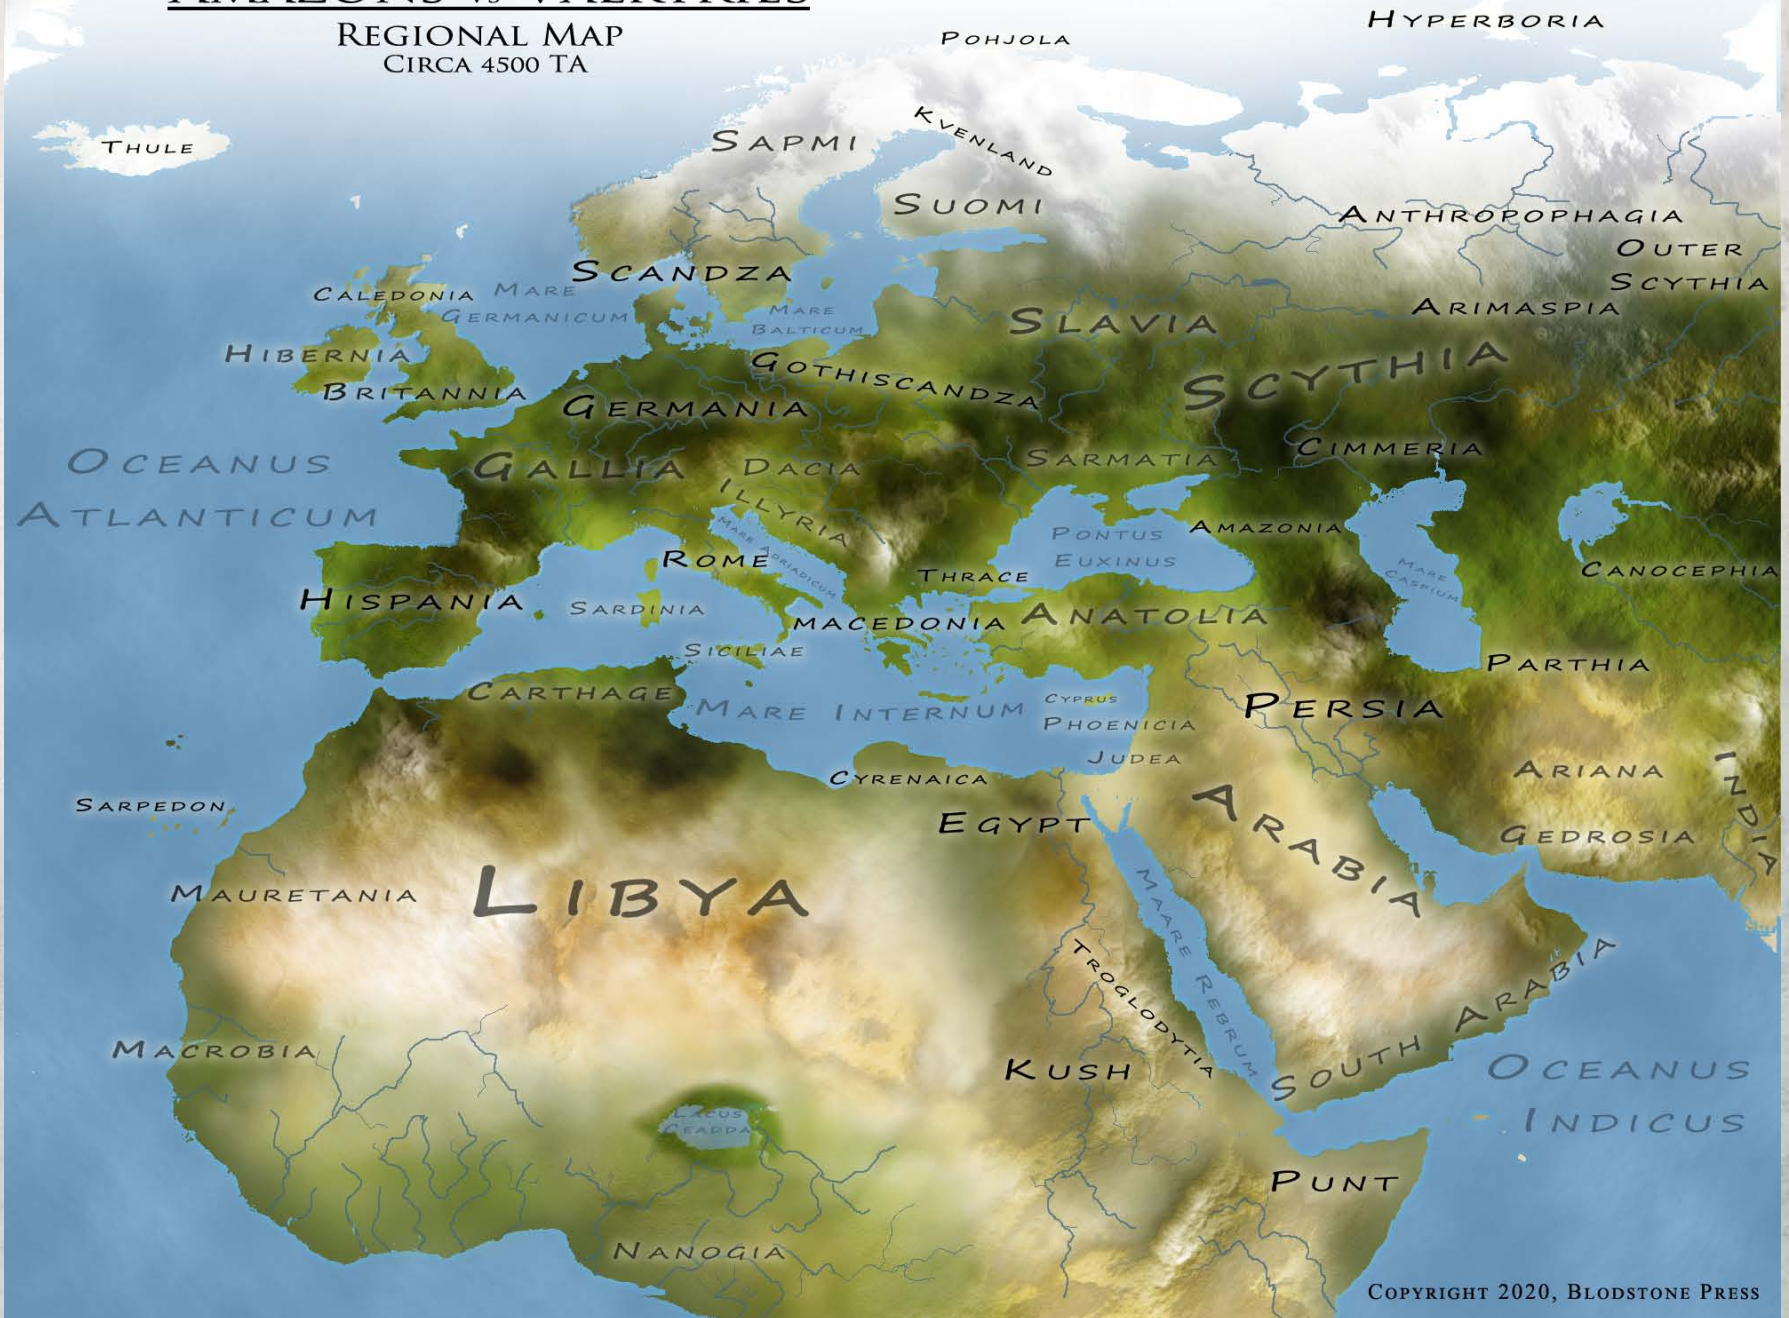 AMAZONS VS VALKYRIES
REGIONAL MAP
CIRCA 4500 TA
HYPERBORIA
POHJOLA
THULE
SAPMI
KVENLAND
SUOMI
ANTHROPOPHAGIA
OUTER
SCYTHIA
SCANDZA
CALEDONIA
MARE
GERMANICUM
MARE
BALTICUM
SLAVIA
ARIMASPIA
HIBERNIA
BRITANNIA
GOTHISCANDZA
SCYTHIA
GERMANIA
OCEANUS
ATLANTICUM
GALLIA
DACIA
SARMATIA
CIMMERIA
ILLYRIA
MARE ADRIADICUM
PONTUS
EUXINUS
AMAZONIA
MARE
CASPIUM
CANOCEPHIA
ROME
THRACE
HISPANIA
SARDINIA
MACEDONIA
ANATOLIA
SICILIAE
PARTHIA
CARTHAGE
MARE INTERNUM
CYPRUS
PHOENICIA
PERSIA
JUDEA
CYRENAICA
ARIANA
INDIA
SARPEDON
EGYPT
ARABIA
GEDROSIA
MAURETANIA
LIBYA
MAARE REBRUM
TROGLODYTIA
SOUTH ARABIA
MACROBIA
KUSH
OCEANUS
INDICUS
LACUS
CEADDA
PUNT
NANOGIA
COPYRIGHT 2020, BLODSTONE PRESS